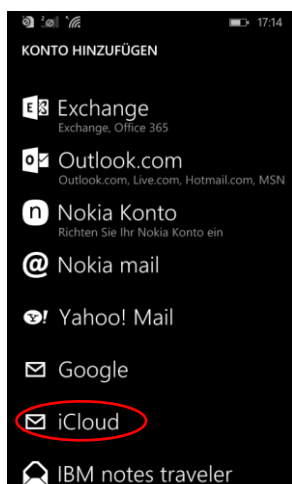 17:14
KONTO HINZUFÜGEN
Exchange
Exchange, Office 365
Outlook.com
Outlook.com, Live.com, Hotmail.com, MSN
Nokia Konto
Richten Sie Ihr Nokia Konto ein
Nokia mail
Yahoo! Mail
Google
iCloud
IBM notes traveler